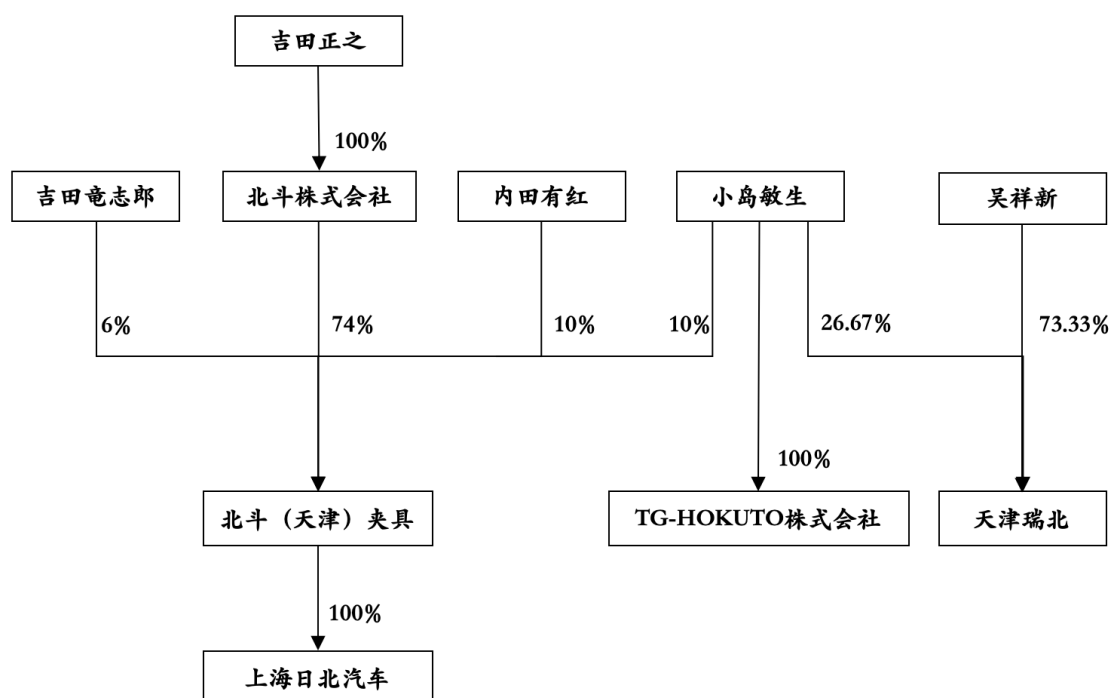 吉田正之
100%
吉田竜志郎
北斗株式会社
内田有红
小岛敏生
吴祥新
6%
74%
10%
10%
26.67%
73.33%
100%
北斗（天津）夹具
TG-HOKUTO株式会社
天津瑞北
100%
上海日北汽车